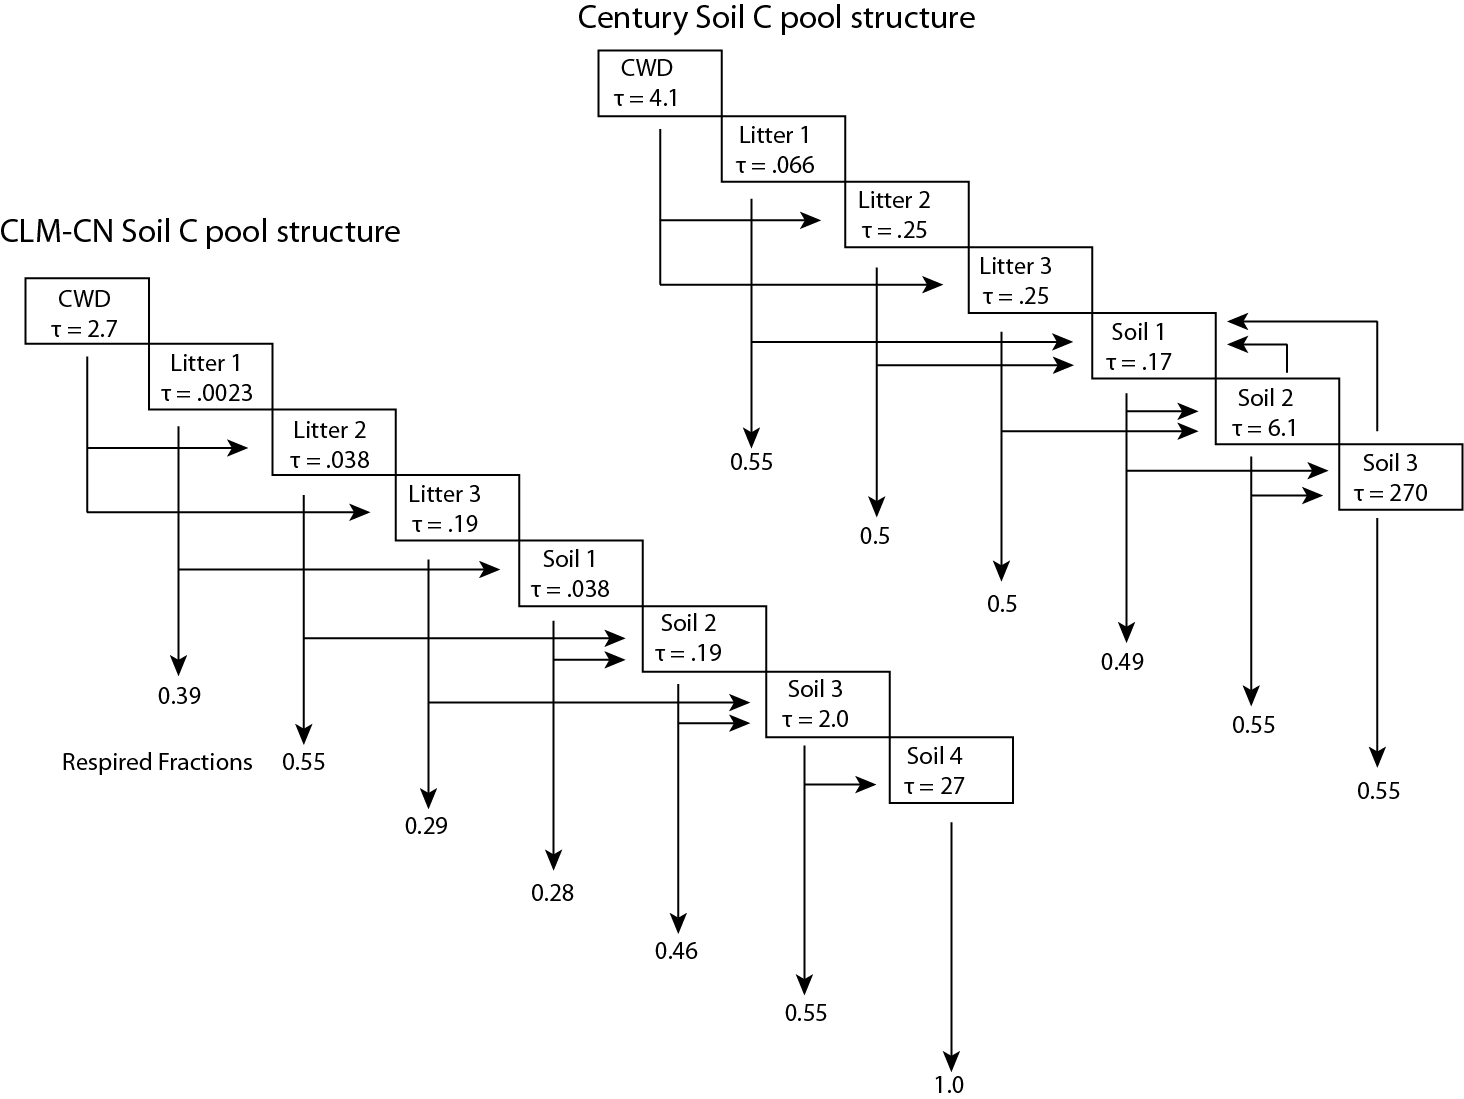 Century Soil C pool structure
CWD
τ = 4.1
Litter 1
τ = .066
Litter 2
τ = .25
Litter 3
τ = .25
Soil 1
τ = .17
Soil 2
τ = 6.1
Soil 3
τ = 270
0.55
0.5
0.5
0.49
0.55
0.55
CLM-CN Soil C pool structure
CWD
τ = 2.7
Litter 1
τ = .0023
Litter 2
τ = .038
Litter 3
τ = .19
Soil 1
τ = .038
Soil 2
τ = .19
Soil 3
τ = 2.0
Soil 4
τ = 27
0.39
Respired Fractions
0.55
0.29
0.28
0.46
0.55
1.0